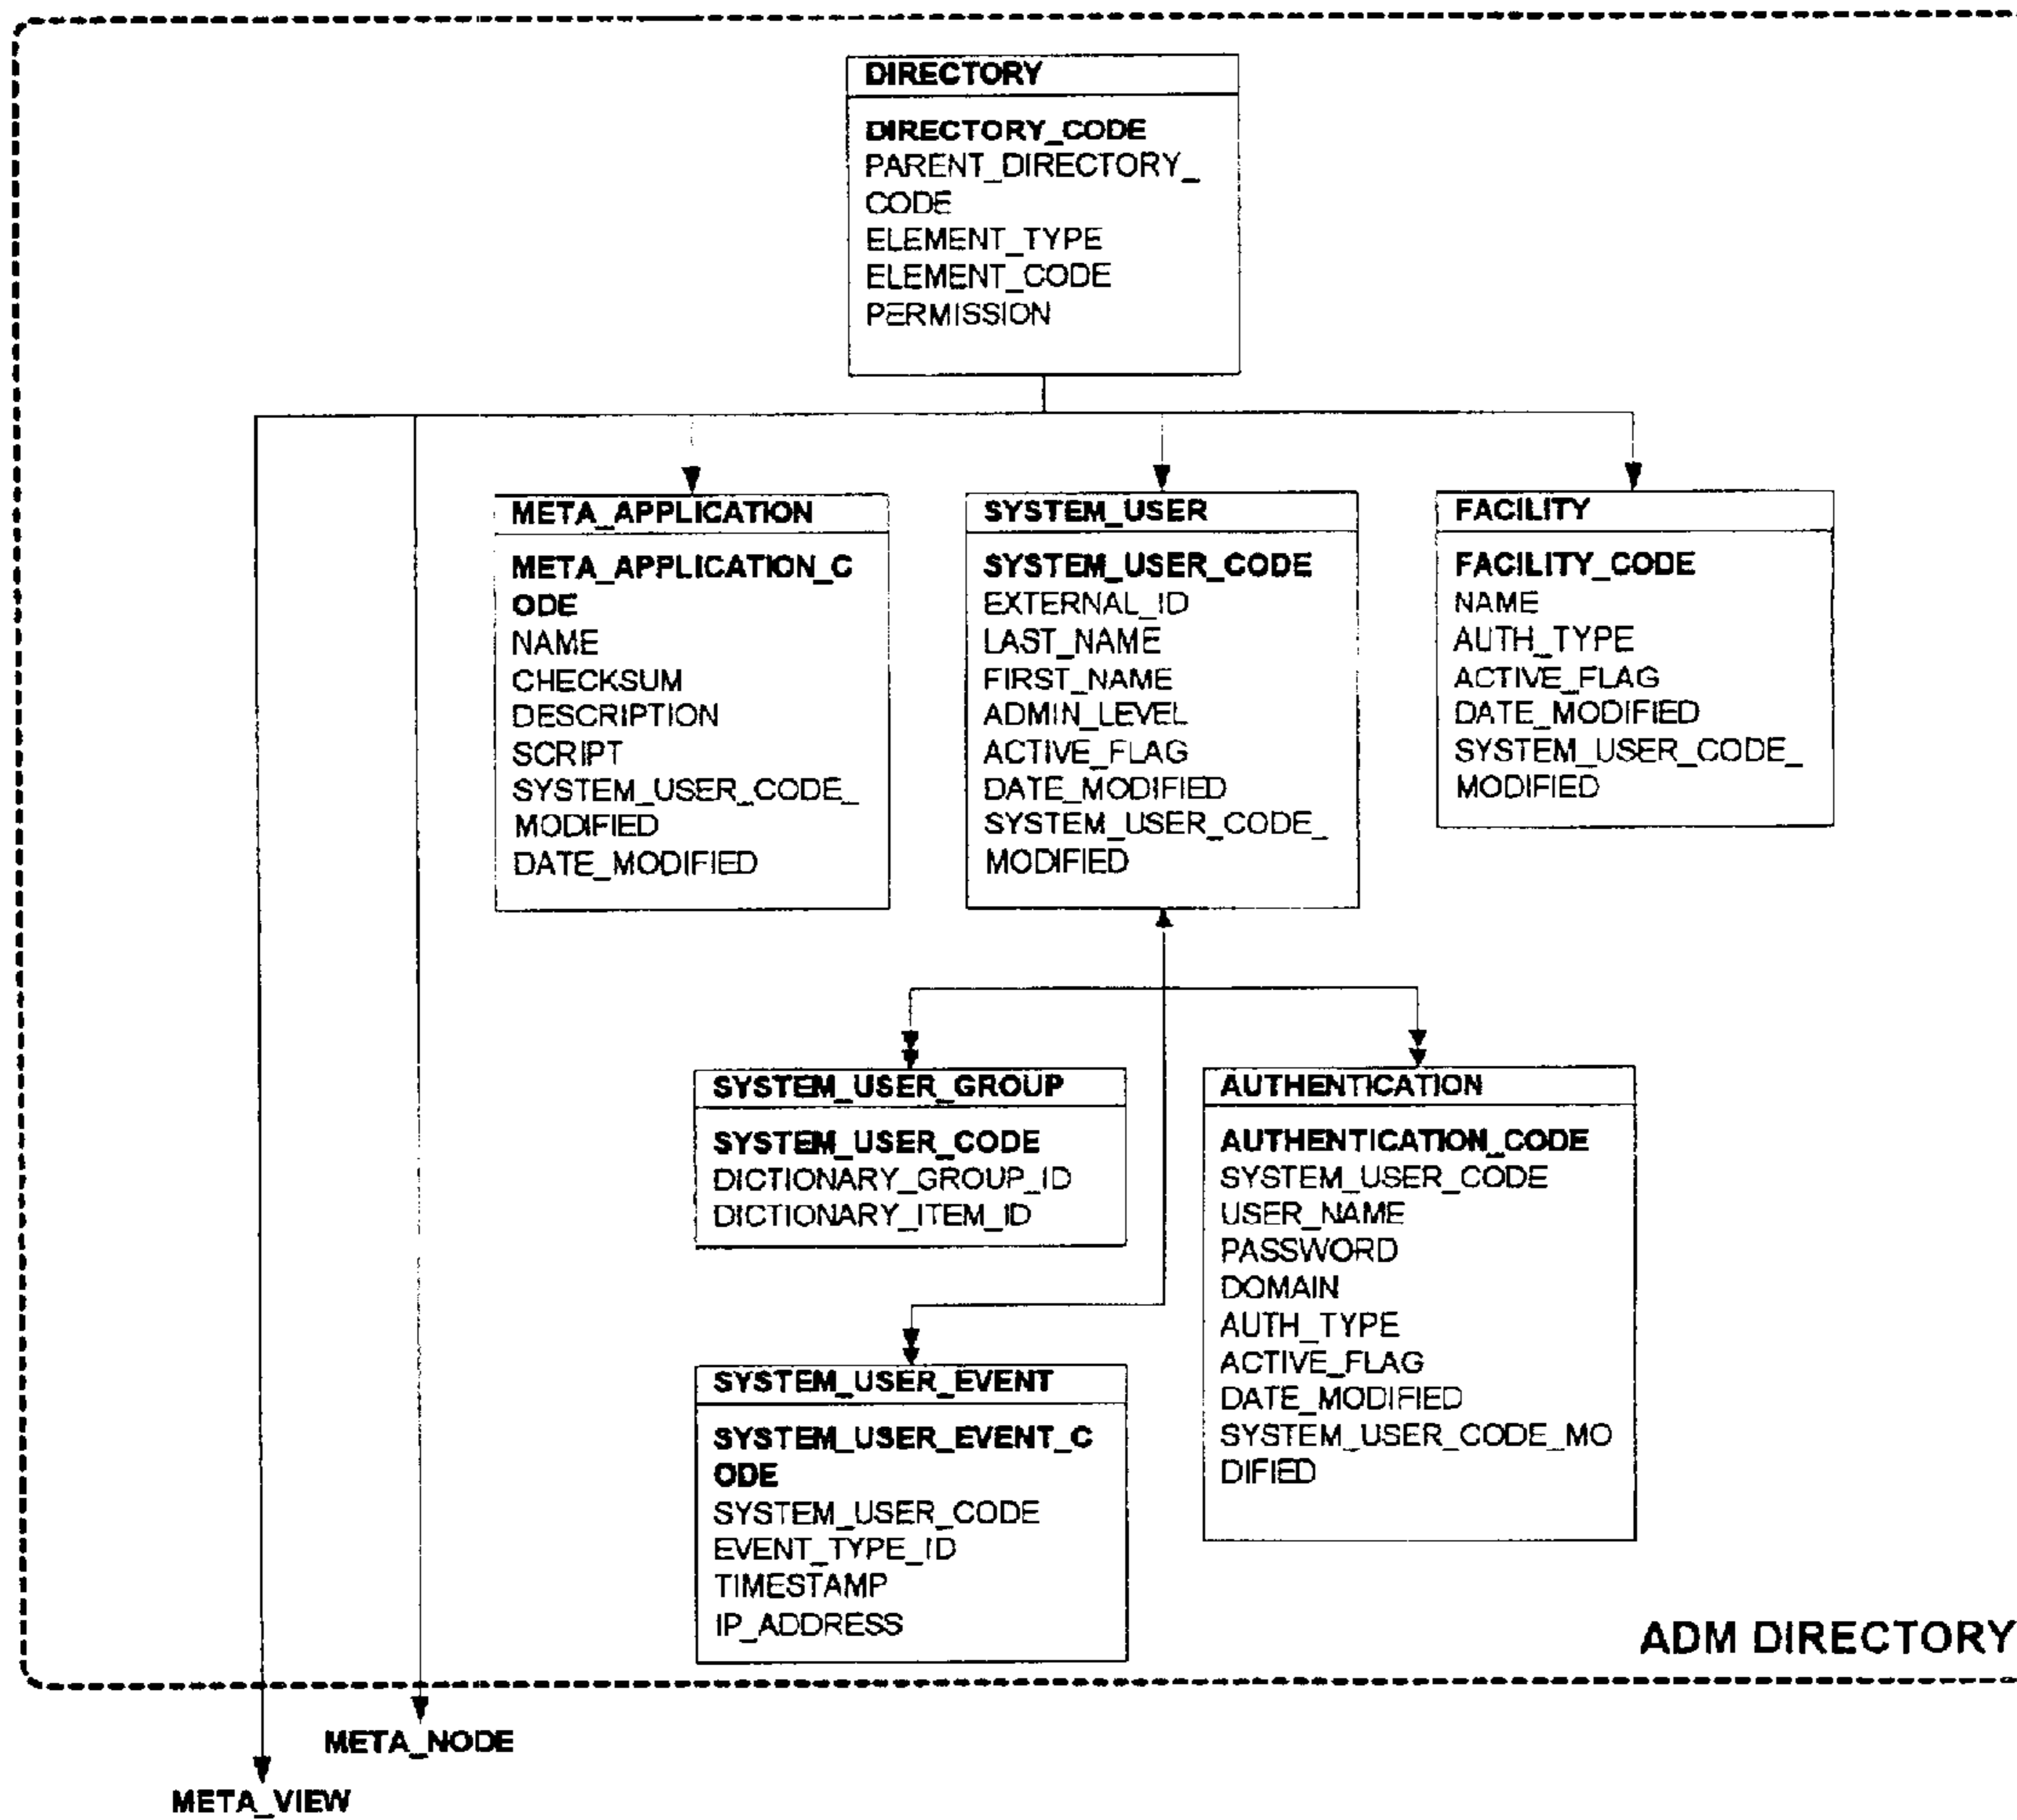 DIRECTORY
DIRECTORY_CODE
PARENT_DIRECTORY_
CODE
ELEMENT_TYPE
ELEMENT_CODE
PERMISSION
META_APPLICATION
META_APPLICATION_C
ODE
NAME
CHECKSUM
DESCRIPTION
SCRIPT
SYSTEM_USER_CODE_
MODIFIED
DATE_MODIFIED
SYSTEM_USER
SYSTEM_USER_CODE
EXTERNAL_ID
LAST_NAME
FIRST_NAME
ADMIN_LEVEL
ACTIVE_FLAG
DATE_MODIFIED
SYSTEM_USER_CODE_
MODIFIED
FACILITY
FACILITY_CODE
NAME
AUTH_TYPE
ACTIVE_FLAG
DATE_MODIFIED
SYSTEM_USER_CODE_
MODIFIED
SYSTEM_USER_GROUP
SYSTEM_USER_CODE
DICTIONARY_GROUP_ID
DICTIONARY_ITEM_ID
AUTHENTICATION
AUTHENTICATION_CODE
SYSTEM_USER_CODE
USER_NAME
PASSWORD
DOMAIN
AUTH_TYPE
ACTIVE_FLAG
DATE_MODIFIED
SYSTEM_USER_CODE_MO
DIFIED
SYSTEM_USER_EVENT
SYSTEM_USER_EVENT_C
ODE
SYSTEM_USER_CODE
EVENT_TYPE_ID
TIMESTAMP
IP_ADDRESS
ADM DIRECTORY
META_NODE
META_VIEW